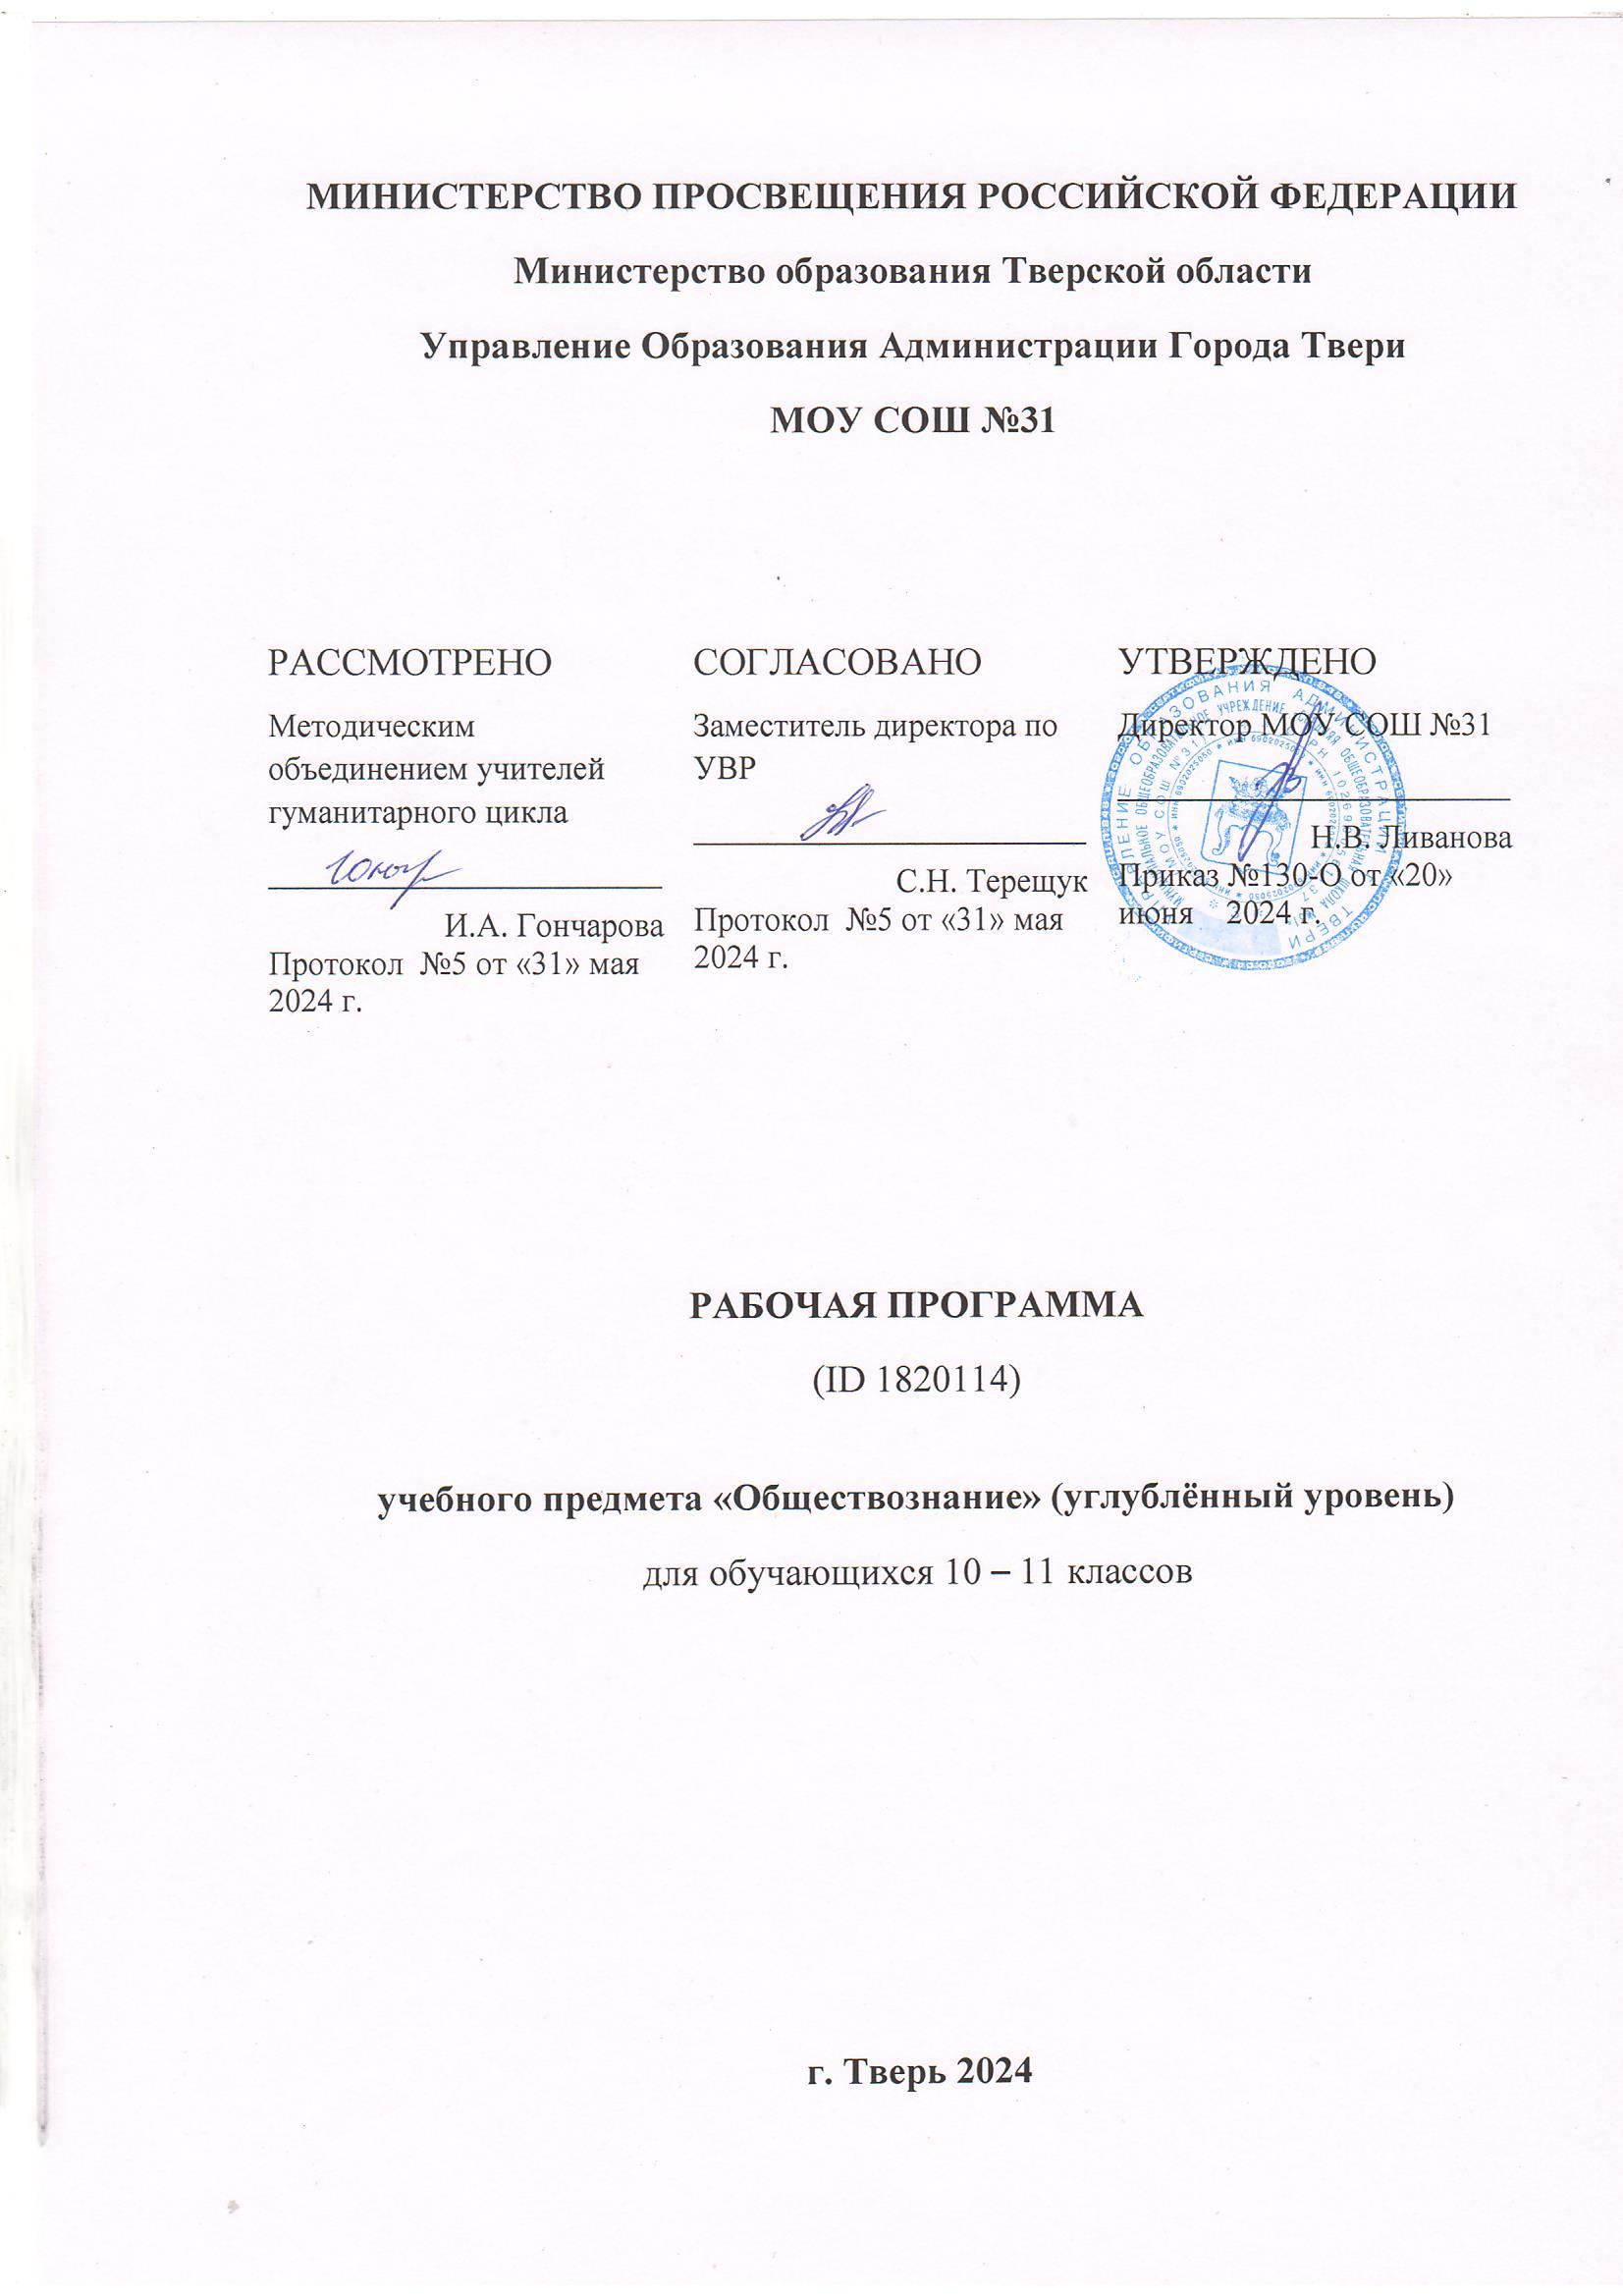 МИНИСТЕРСТВО ПРОСВЕЩЕНИЯ РОССИЙСКОЙ ФЕДЕРАЦИИ
Министерство образования Тверской области
Управление Образования Администрации Города Твери
МОУ СОШ №31
РАССМОТРЕНО
Методическим
объединением учителей
гуманитарного цикла
И.А. Гончарова
Протокол №5 от «31» мая
2024 г.
СОГЛАСОВАНО
Заместитель директора по
УВР
С.Н. Терещук
Протокол №5 от «31» мая
2024 г.
УТВЕРЖДЕНО
Директор МОУ СОШ №31
Н.В. Ливанова
Приказ №130-О от «20»
июня 2024 г.
РАБОЧАЯ ПРОГРАММА
(ID 1820114)
учебного предмета «Обществознание» (углублённый уровень)
для обучающихся 10 – 11 классов
г. Тверь 2024